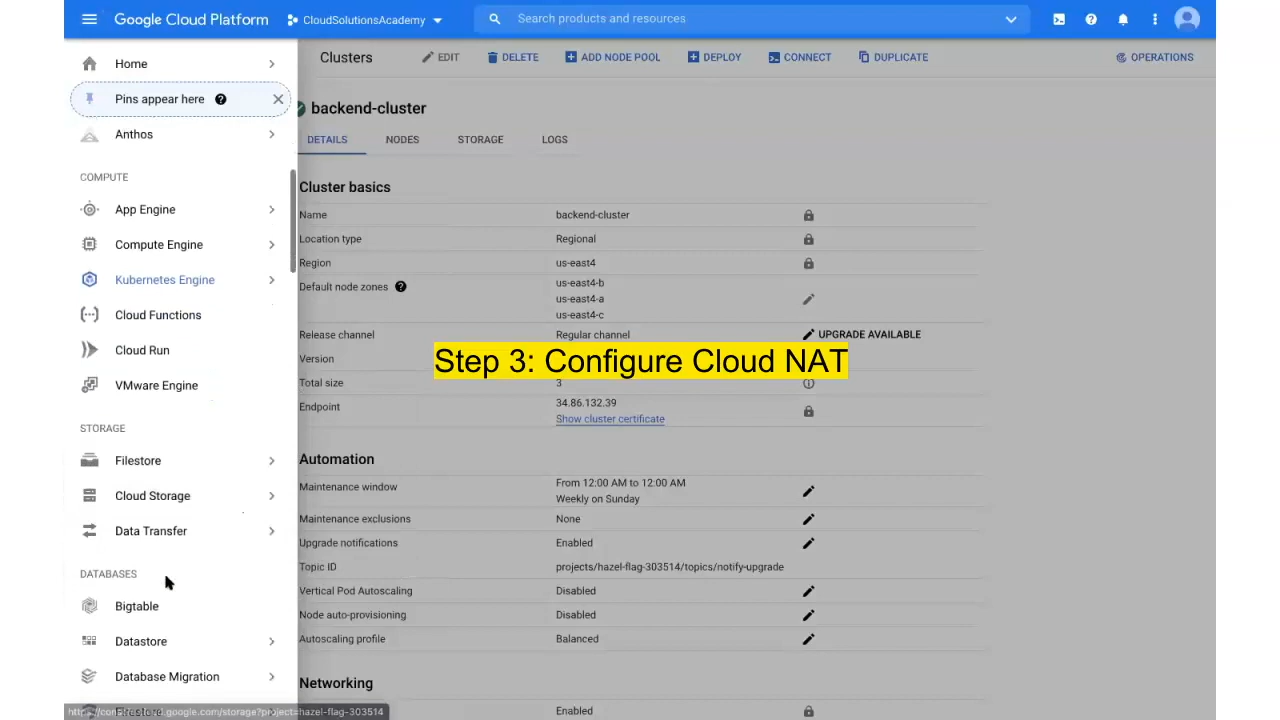 Google Cloud Platform
CloudSolutionsAcademy
Search products and resources
Home
Pins appear here
Anthos
COMPUTE
App Engine
Compute Engine
Kubernetes Engine
Cloud Functions
Cloud Run
VMware Engine
STORAGE
Filestore
Cloud Storage
Data Transfer
DATABASES
Bigtable
Datastore
Database Migration
Clusters EDIT DELETE ADD NODE POOL DEPLOY CONNECT DUPLICATE OPERATIONS
backend-cluster
DETAILS NODES STORAGE LOGS
Cluster basics
Name backend-cluster
Location type Regional
Region us-east4
Default node zones us-east4-b
us-east4-a
us-east4-c
Release channel Regular channel UPGRADE AVAILABLE
Version
Step 3: Configure Cloud NAT
Total size 3
Endpoint 34.86.132.39
Show cluster certificate
Automation
Maintenance window From 12:00 AM to 12:00 AM
Weekly on Sunday
Maintenance exclusions None
Upgrade notifications Enabled
Topic ID projects/hazel-flag-303514/topics/notify-upgrade
Vertical Pod Autoscaling Disabled
Node auto-provisioning Disabled
Autoscaling profile Balanced
Networking
Enabled